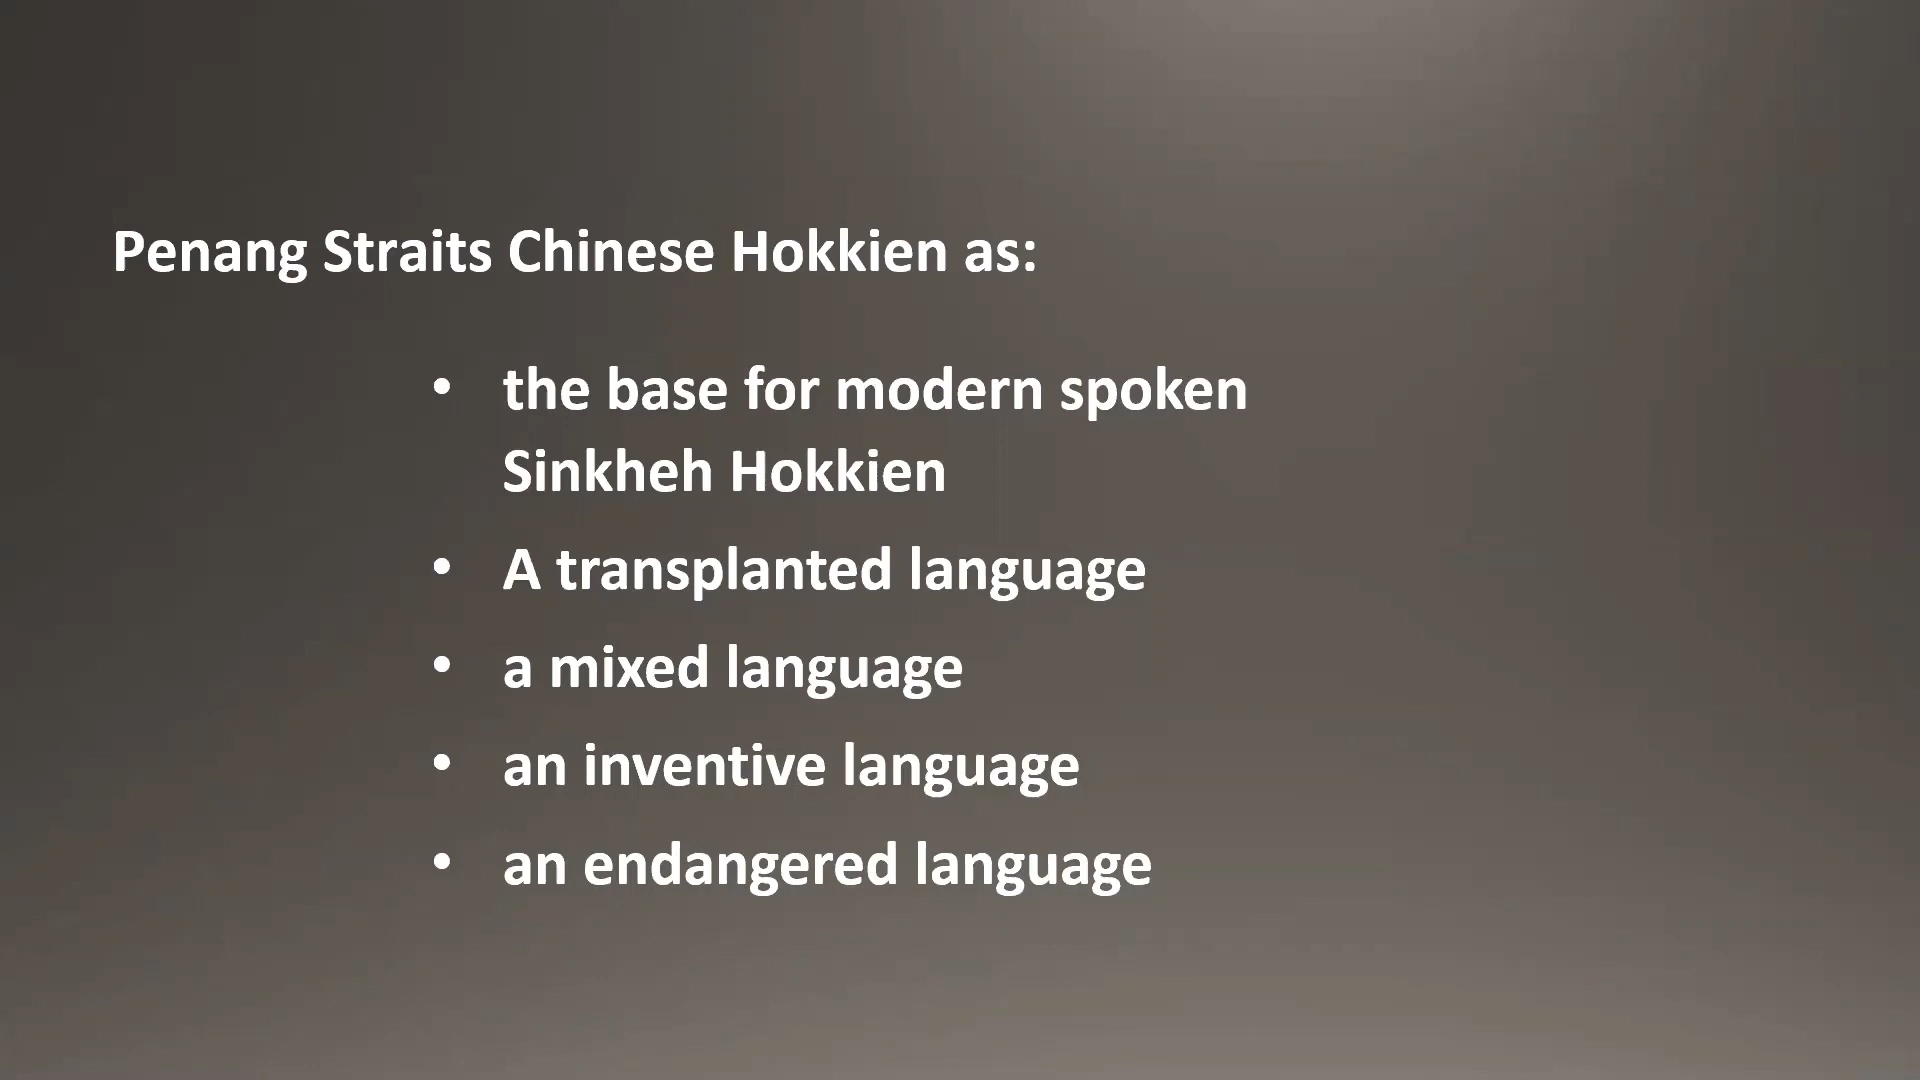 Penang Straits Chinese Hokkien as:
• the base for modern spoken
Sinkheh Hokkien
• A transplanted language
• a mixed language
• an inventive language
• an endangered language